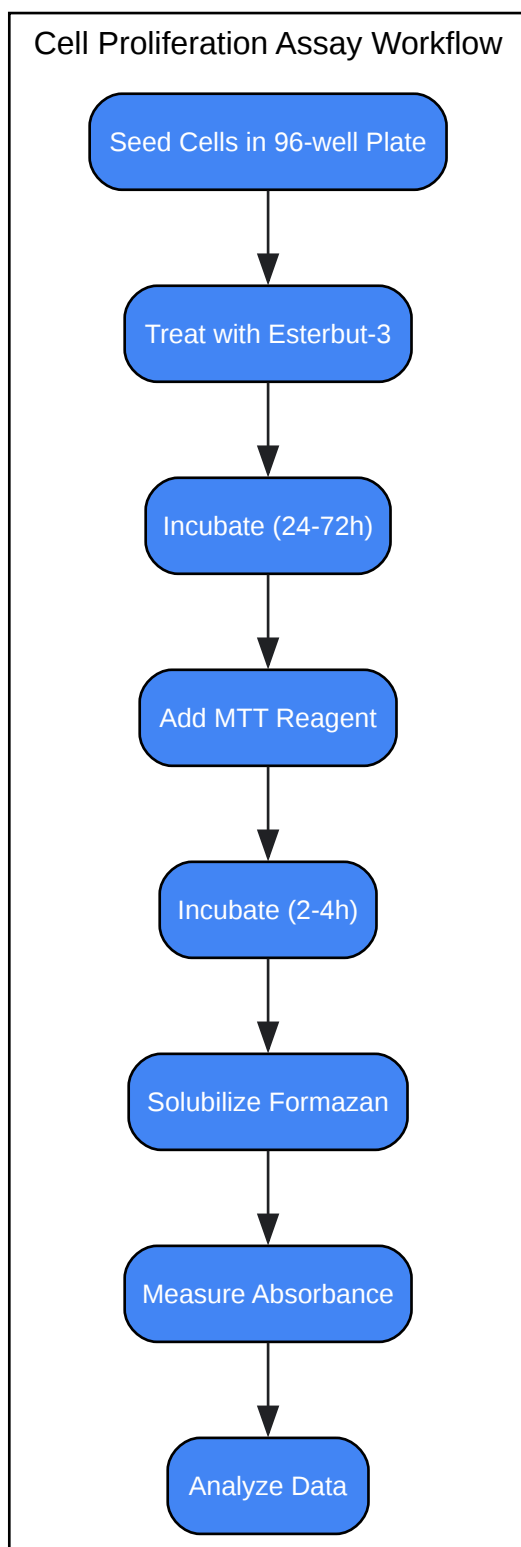 Cell Proliferation Assay Workflow
Seed Cells in 96-well Plate
Treat with Esterbut-3
Incubate (24-72h)
Add MTT Reagent
Incubate (2-4h)
Solubilize Formazan
Measure Absorbance
Analyze Data